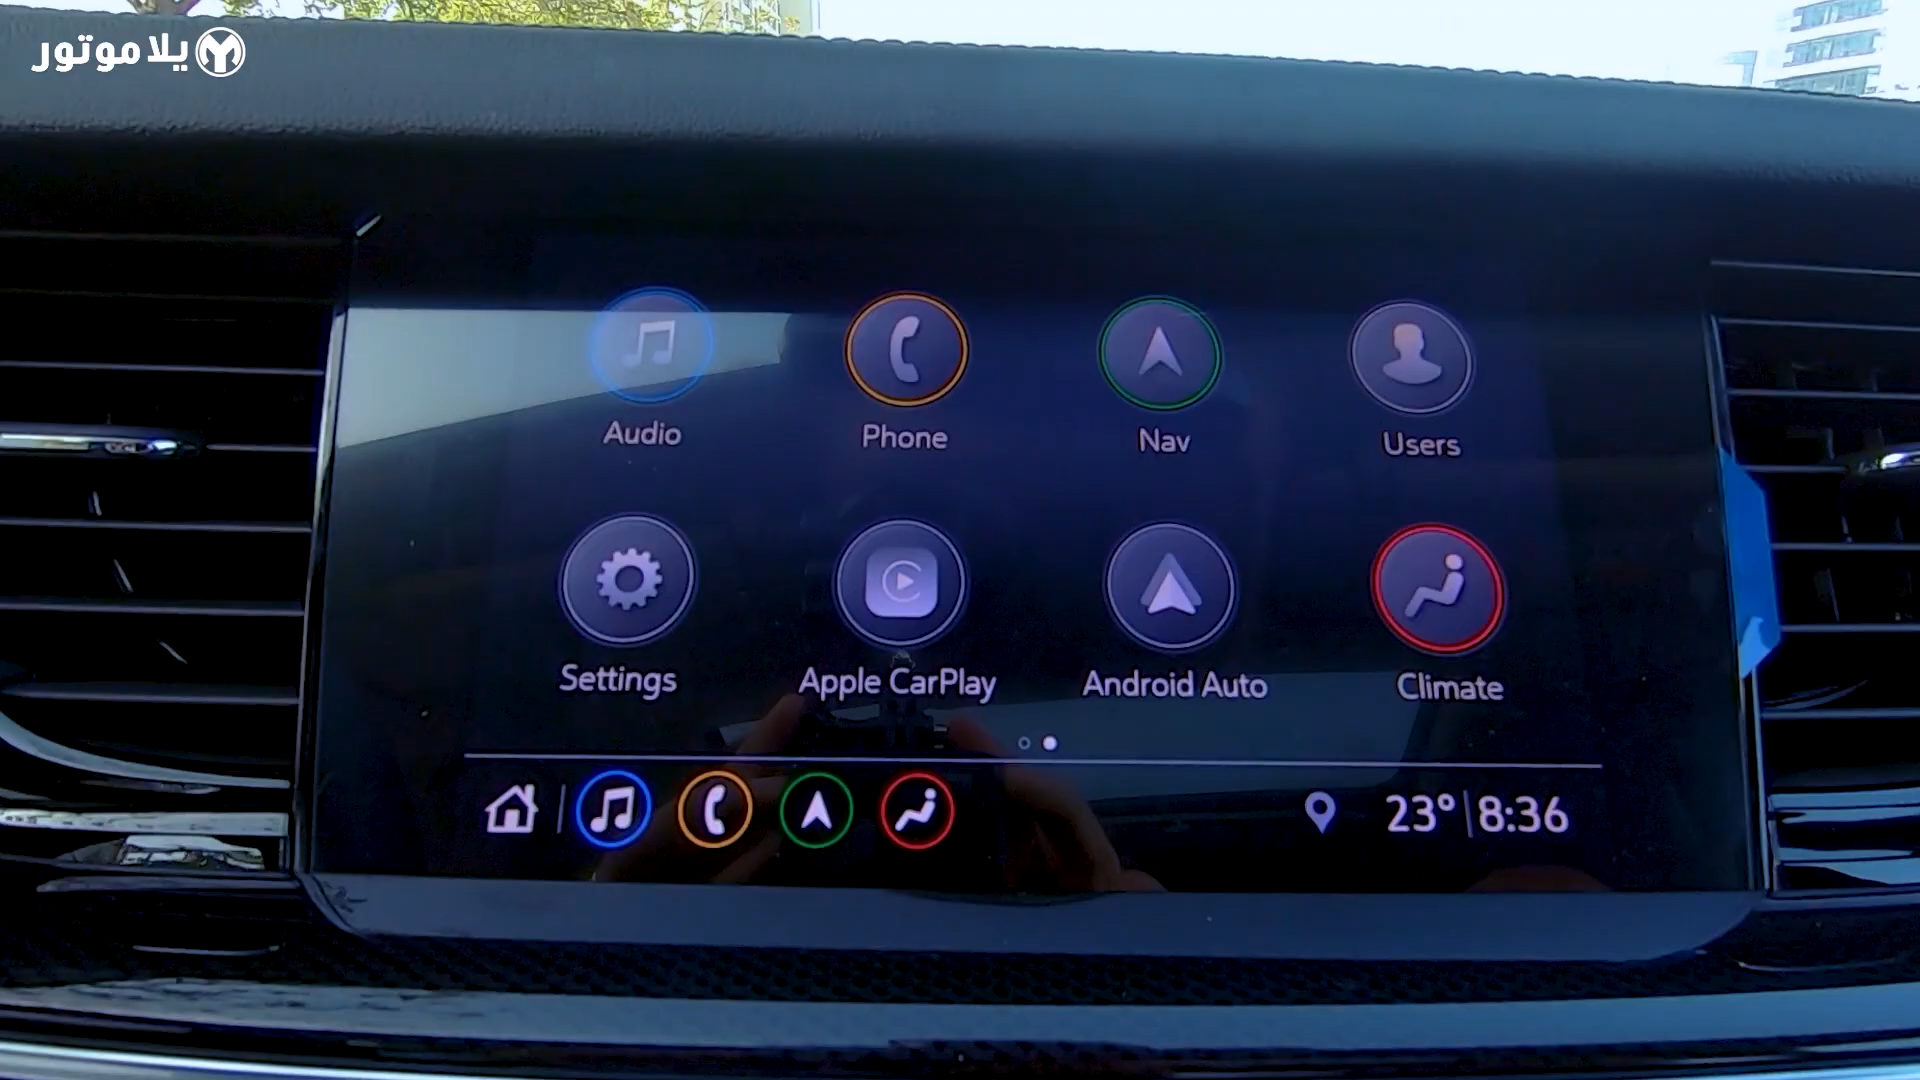 يلا موتور
Audio
Phone
Nav
Users
Settings
Apple CarPlay
Android Auto
Climate
23° 8:36